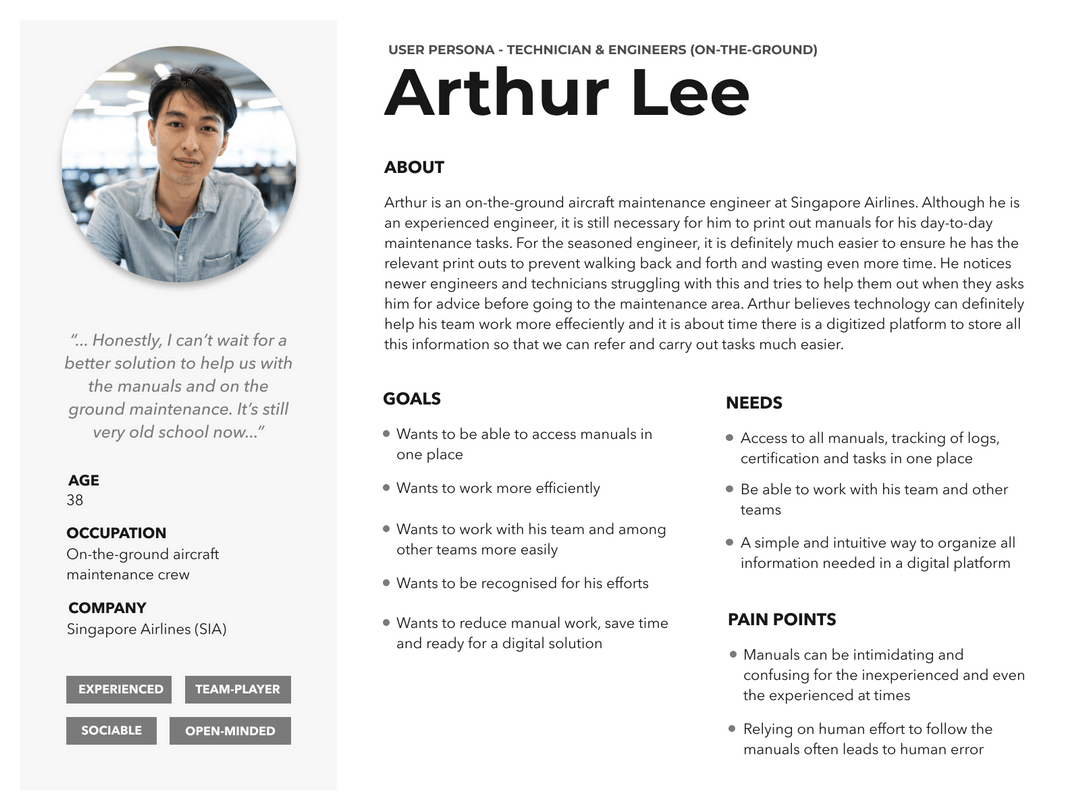 USER PERSONA - TECHNICIAN & ENGINEERS (ON-THE-GROUND)
Arthur Lee
ABOUT
Arthur is an on-the-ground aircraft maintenance engineer at Singapore Airlines. Although he is
an experienced engineer, it is still necessary for him to print out manuals for his day-to-day
maintenance tasks. For the seasoned engineer, it is definitely much easier to ensure he has the
relevant print outs to prevent walking back and forth and wasting even more time. He notices
newer engineers and technicians struggling with this and tries to help them out when they asks
him for advice before going to the maintenance area. Arthur believes technology can definitely
help his team work more effeciently and it is about time there is a digitized platform to store all
this information so that we can refer and carry out tasks much easier.
“... Honestly, I can’t wait for a
better solution to help us with
the manuals and on the
ground maintenance. It’s still
very old school now...”
AGE
38
OCCUPATION
On-the-ground aircraft
maintenance crew
COMPANY
Singapore Airlines (SIA)
EXPERIENCED
TEAM-PLAYER
SOCIABLE
OPEN-MINDED
GOALS
Wants to be able to access manuals in
one place
Wants to work more efficiently
Wants to work with his team and among
other teams more easily
Wants to be recognised for his efforts
Wants to reduce manual work, save time
and ready for a digital solution
NEEDS
Access to all manuals, tracking of logs,
certification and tasks in one place
Be able to work with his team and other
teams
A simple and intuitive way to organize all
information needed in a digital platform
PAIN POINTS
Manuals can be intimidating and
confusing for the inexperienced and even
the experienced at times
Relying on human effort to follow the
manuals often leads to human error